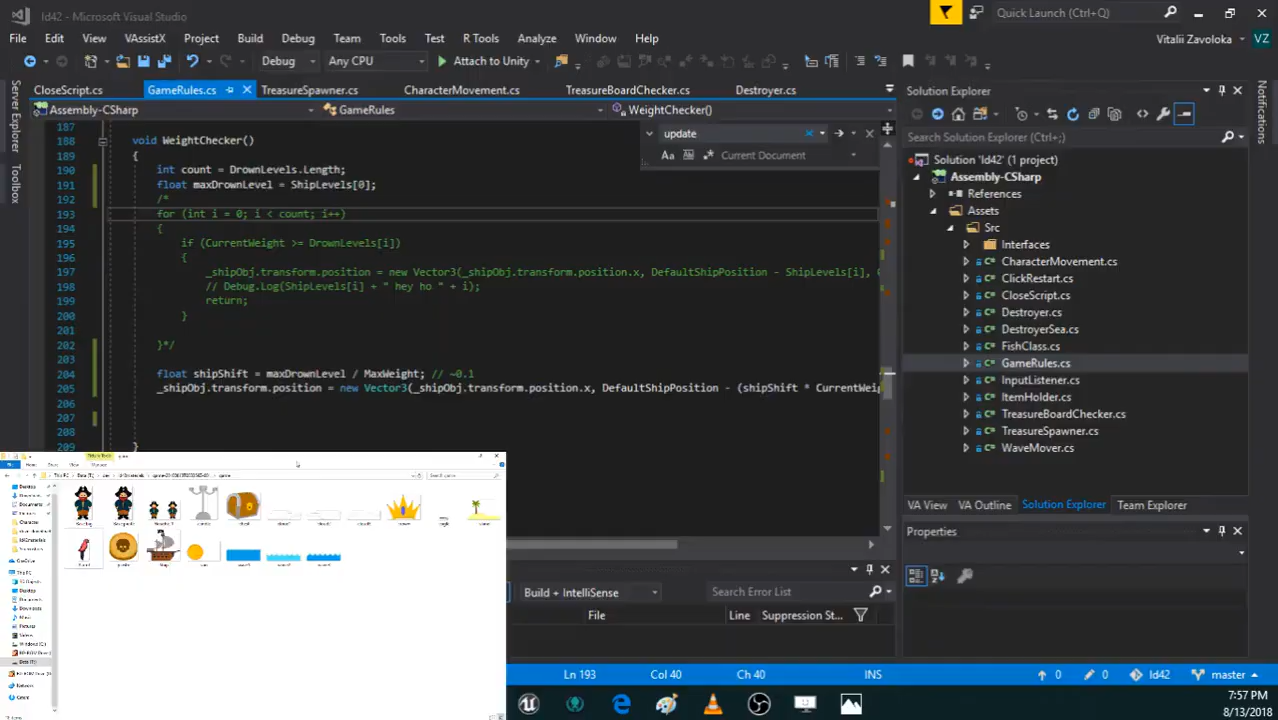 ld42 - Microsoft Visual Studio
Quick Launch (Ctrl+Q)
File Edit View VAssistX Project Build Debug Team Tools Test R Tools Analyze Window Help
Vitalii Zavoloka VZ
Debug Any CPU Attach to Unity
Server Explorer
Toolbox
Notifications
CloseScript.cs GameRules.cs TreasureSpawner.cs CharacterMovement.cs TreasureBoardChecker.cs Destroyer.cs
Assembly-CSharp GameRules WeightChecker()
update
Aa Current Document
187
188 void WeightChecker()
189 {
190 int count = DrownLevels.Length;
191 float maxDrownLevel = ShipLevels[0];
192 /*
193 for (int i = 0; i < count; i++)
194 {
195 if (CurrentWeight >= DrownLevels[i])
196 {
197 _shipObj.transform.position = new Vector3(_shipObj.transform.position.x, DefaultShipPosition - ShipLevels[i],
198 // Debug.Log(ShipLevels[i] + " hey ho " + i);
199 return;
200 }
201
202 }*/
203
204 float shipShift = maxDrownLevel / MaxWeight; // ~0.1
205 _shipObj.transform.position = new Vector3(_shipObj.transform.position.x, DefaultShipPosition - (shipShift * CurrentWei
206
207
208
209 }
Solution Explorer
Search Solution Explorer (Ctrl+;)
Solution 'ld42' (1 project)
Assembly-CSharp
References
Assets
Src
Interfaces
C# CharacterMovement.cs
C# ClickRestart.cs
C# CloseScript.cs
C# Destroyer.cs
C# DestroyerSea.cs
C# FishClass.cs
C# GameRules.cs
C# InputListener.cs
C# ItemHolder.cs
C# TreasureBoardChecker.cs
C# TreasureSpawner.cs
C# WaveMover.cs
VA View VA Outline Solution Explorer Team Explorer
Properties
Build + IntelliSense
Search Error List
File Line Suppression St...
Ln 193 Col 40 Ch 40 INS
0 0 ld42 master
7:57 PM
8/13/2018